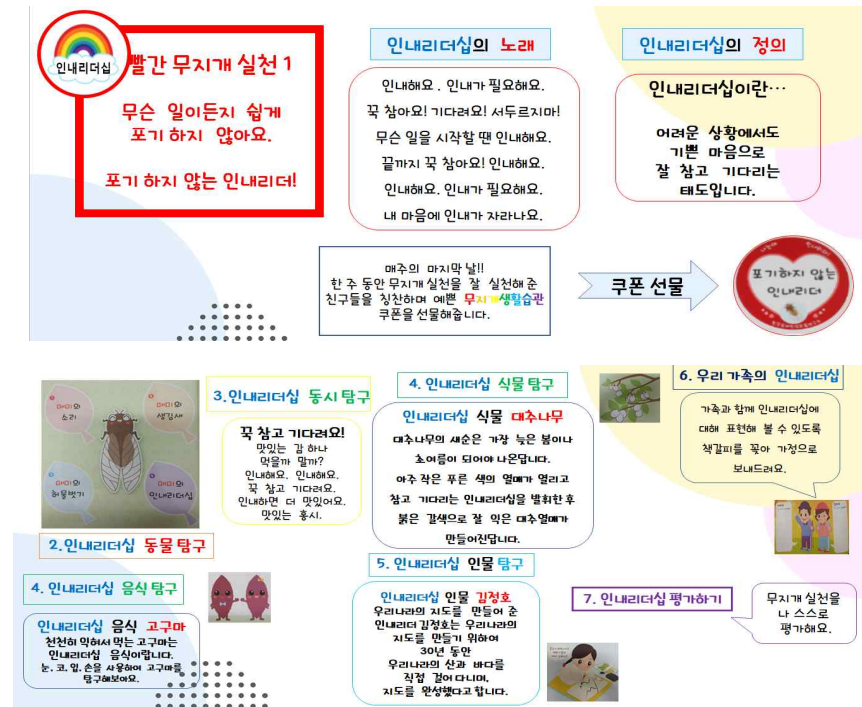 인내리더십
빨간 무지개 실천 1
무슨 일이든지 쉽게
포기 하지 않아요.
포기 하지 않는 인내리더!
인내리더십의 노래
인내해요 . 인내가 필요해요.
꾹 참아요! 기다려요! 서두르지마!
무슨 일을 시작할 땐 인내해요.
끝까지 꾹 참아요! 인내해요.
인내해요. 인내가 필요해요.
내 마음에 인내가 자라나요.
인내리더십의 정의
인내리더십이란…
어려운 상황에서도
기쁜 마음으로
잘 참고 기다리는
태도입니다.
매주의 마지막 날!!
한 주 동안 무지개 실천을 잘 실천해 준
친구들을 칭찬하며 예쁜 무지개생활습관
쿠폰을 선물해줍니다.
쿠폰 선물
포기하지 않는
인내리더
매미의
소리
매미의
생김새
매미의
허물벗기
매미의
인내리더십
2.인내리더십 동물 탐구
3.인내리더십 동시 탐구
꾹 참고 기다려요!
맛있는 감 하나
먹을까 말까?
인내해요. 인내해요.
꾹 참고 기다려요.
인내하면 더 맛있어요.
맛있는 홍시.
4. 인내리더십 음식 탐구
인내리더십 음식 고구마
천천히 익혀서 먹는 고구마는
인내리더십 음식이랍니다.
눈, 코, 입, 손을 사용하여 고구마를
탐구해보아요.
4. 인내리더십 식물 탐구
인내리더십 식물 대추나무
대추나무의 새순은 가장 늦은 봄이나
초여름이 되어야 나온답니다.
아주 작은 푸른 색의 열매가 열리고
참고 기다리는 인내리더십을 발휘한 후
붉은 갈색으로 잘 익은 대추열매가
만들어진답니다.
5. 인내리더십 인물 탐구
인내리더십 인물 김정호
우리나라의 지도를 만들어 준
인내리더 김정호는 우리나라의
지도를 만들기 위하여
30년 동안
우리나라의 산과 바다를
직접 걸어 다니며,
지도를 완성했다고 합니다.
6. 우리 가족의 인내리더십
가족과 함께 인내리더십에
대해 표현해 볼 수 있도록
책갈피를 꽂아 가정으로
보내드려요.
7. 인내리더십 평가하기
무지개 실천을
나 스스로
평가해요.